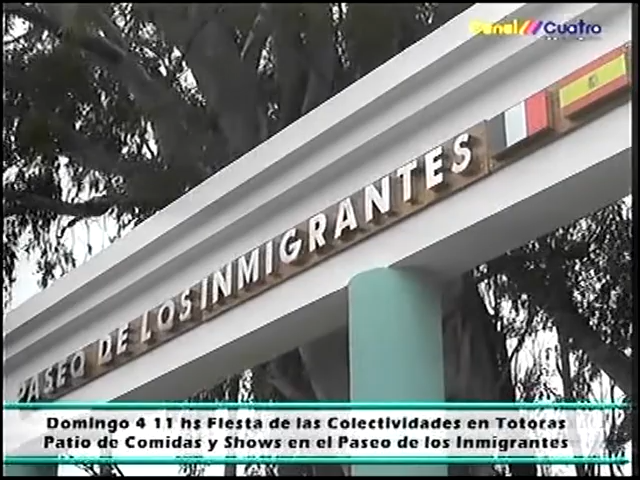 Canal///Cuatro
PASEO DE LOS INMIGRANTES
Domingo 4 11 hs Fiesta de las Colectividades en Totoras
Patio de Comidas y Shows en el Paseo de los Inmigrantes